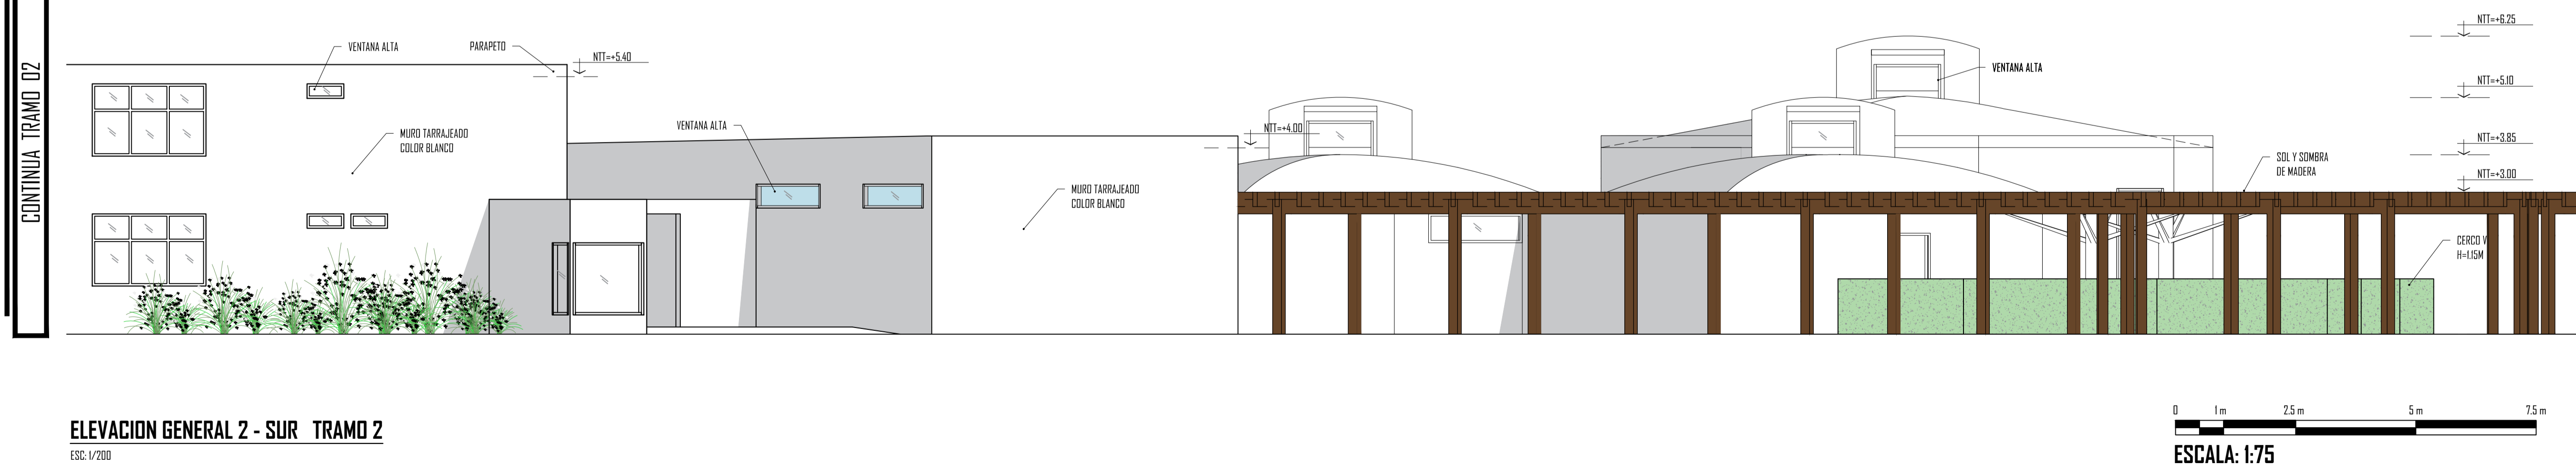 CONTINUA TRAMO 02
VENTANA ALTA
PARAPETO
NTT=+5.40
MURO TARRAJEADO
COLOR BLANCO
VENTANA ALTA
MURO TARRAJEADO
COLOR BLANCO
NTT=+4.00
VENTANA ALTA
NTT=+6.25
NTT=+5.10
NTT=+3.85
NTT=+3.00
SOL Y SOMBRA
DE MADERA
CERCO V
H=1.15M
ELEVACION GENERAL 2 - SUR TRAMO 2
ESC: 1/200
0 1 m 2.5 m 5 m 7.5 m
ESCALA: 1:75